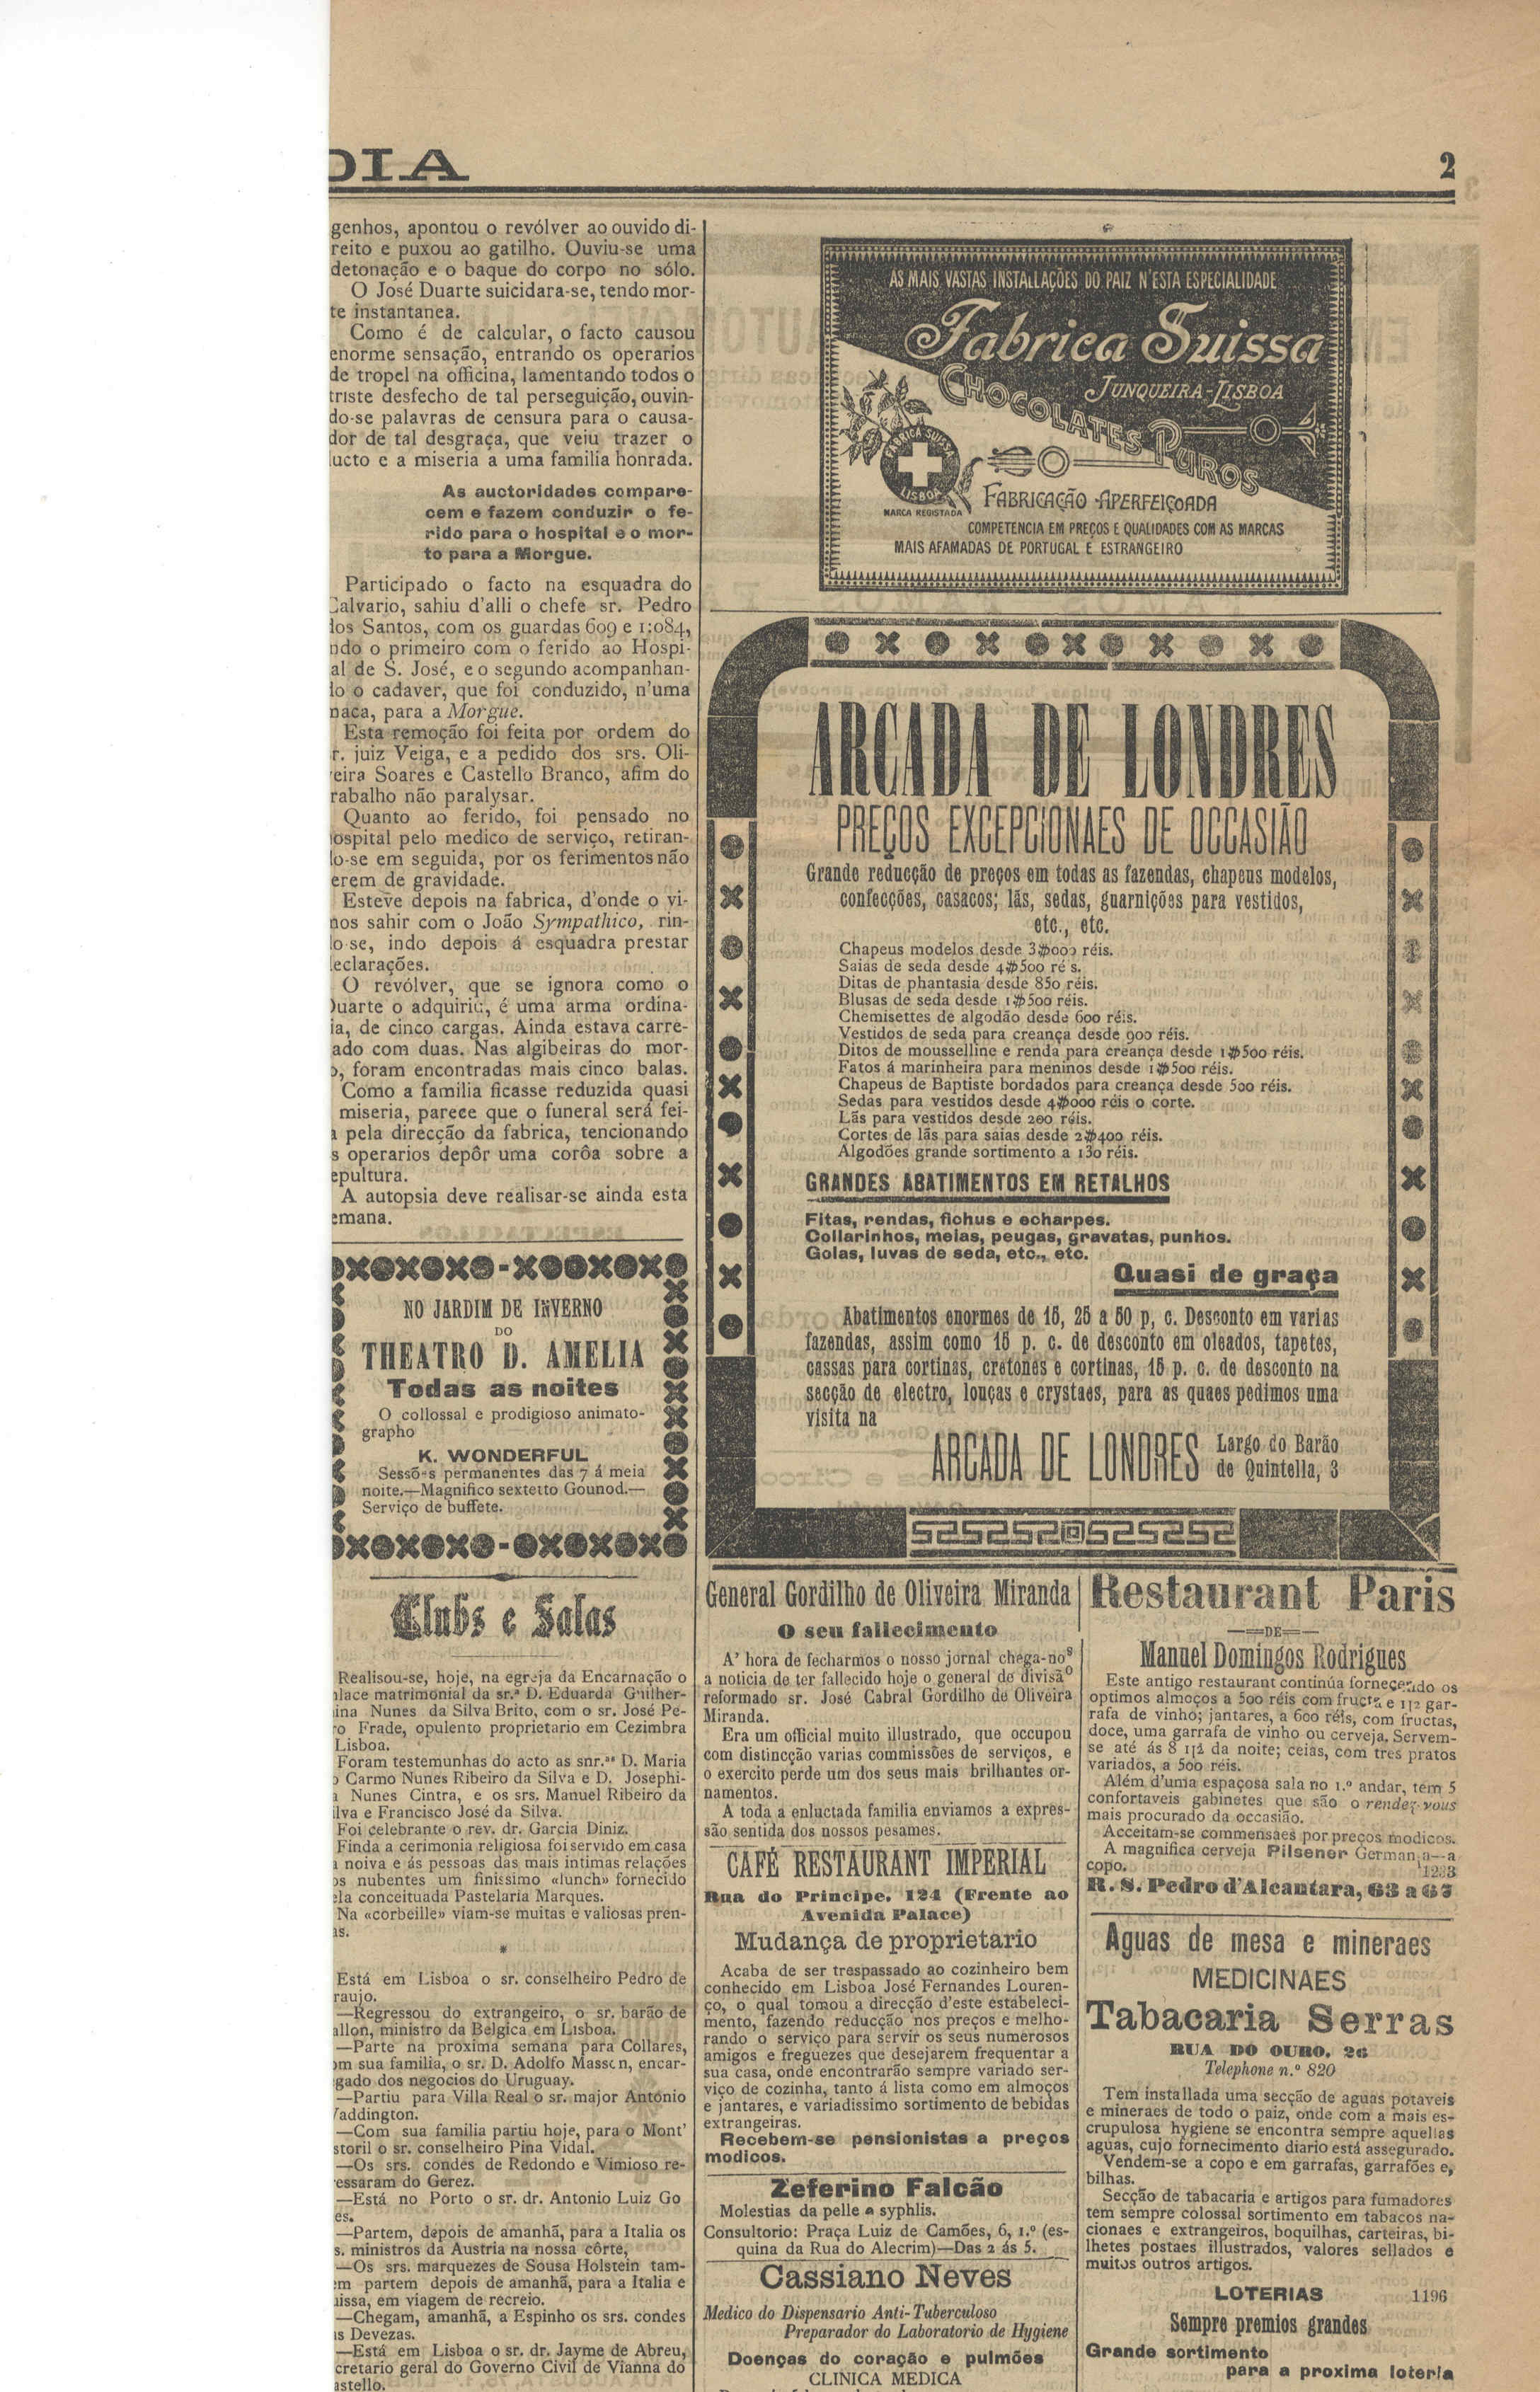 DIA
2
genhos, apontou o revólver ao ouvido di-
reito e puxou ao gatilho. Ouviu-se uma
detonação e o baque do corpo no sólo.
O José Duarte suicidara-se, tendo mor-
te instantanea.
Como é de calcular, o facto causou
enorme sensação, entrando os operarios
de tropel na officina, lamentando todos o
triste desfecho de tal perseguição, ouvin-
do-se palavras de censura para o causa-
dor de tal desgraça, que veiu trazer o
ucto e a miseria a uma familia honrada.
As auctoridades compare-
cem e fazem conduzir o fe-
rido para o hospital e o mor-
to para a Morgue.
Participado o facto na esquadra do
Calvario, sahiu d'alli o chefe sr. Pedro
dos Santos, com os guardas 609 e 1:084,
ndo o primeiro com o ferido ao Hospi-
al de S. José, e o segundo acompanhan-
lo o cadaver, que foi conduzido, n'uma
naca, para a Morgue.
Esta remoção foi feita por ordem do
r. juiz Veiga, e a pedido dos srs. Oli-
eira Soares e Castello Branco, afim do
rabalho não paralysar.
Quanto ao ferido, foi pensado no
ospital pelo medico de serviço, retiran-
lo-se em seguida, por os ferimentos não
erem de gravidade.
Esteve depois na fabrica, d'onde o vi-
nos sahir com o João Sympathico, rin-
o-se, indo depois á esquadra prestar
eclarações.
O revólver, que se ignora como o
Duarte o adquiriu, é uma arma ordina-
ia, de cinco cargas. Ainda estava carre-
ado com duas. Nas algibeiras do mor-
o, foram encontradas mais cinco balas.
Como a familia ficasse reduzida quasi
miseria, parece que o funeral será fei-
a pela direcção da fabrica, tencionando
s operarios depôr uma corôa sobre a
epultura.
A autopsia deve realisar-se ainda esta
emana.
NO JARDIM DE INVERNO
DO
THEATRO D. AMELIA
Todas as noites
O collossal e prodigioso animato-
grapho
K. WONDERFUL
Sessões permanentes das 7 á meia
noite.—Magnifico sextetto Gounod.—
Serviço de buffete.
Clubs e Salas
Realisou-se, hoje, na egreja da Encarnação o
nlace matrimonial da sr.ª D. Eduarda Guilher-
ina Nunes da Silva Brito, com o sr. José Pe-
ro Frade, opulento proprietario em Cezimbra
Lisboa.
Foram testemunhas do acto as snr.ªs D. Maria
o Carmo Nunes Ribeiro da Silva e D. Josephi-
a Nunes Cintra, e os srs. Manuel Ribeiro da
ilva e Francisco José da Silva.
Foi celebrante o rev. dr. Garcia Diniz.
Finda a cerimonia religiosa foi servido em casa
a noiva e ás pessoas das mais intimas relações
os nubentes um finissimo «lunch» fornecido
ela conceituada Pastelaria Marques.
Na «corbeille» viam-se muitas e valiosas pren-
as.
*
Está em Lisboa o sr. conselheiro Pedro de
raujo.
—Regressou do extrangeiro, o sr. barão de
allon, ministro da Belgica em Lisboa.
—Parte na proxima semana para Collares,
om sua familia, o sr. D. Adolfo Massen, encar-
gado dos negocios do Uruguay.
—Partiu para Villa Real o sr. major Antonio
Vaddington.
—Com sua familia partiu hoje, para o Mont'
storil o sr. conselheiro Pina Vidal.
—Os srs. condes de Redondo e Vimioso re-
ressaram do Gerez.
—Está no Porto o sr. dr. Antonio Luiz Go
es.
—Partem, depois de amanhã, para a Italia os
s. ministros da Austria na nossa côrte,
—Os srs. marquezes de Sousa Holstein tam-
em partem depois de amanhã, para a Italia e
uissa, em viagem de recreio.
—Chegam, amanhã, a Espinho os srs. condes
as Devezas.
—Está em Lisboa o sr. dr. Jayme de Abreu,
cretario geral do Governo Civil de Vianna do
astello.
AS MAIS VASTAS INSTALLAÇÕES DO PAIZ N'ESTA ESPECIALIDADE
Fabrica Suissa
JUNQUEIRA-LISBOA
CHOCOLATES PUROS
FABRICA SUISSA
LISBOA
MARCA REGISTADA
FABRICAÇÃO APERFEIÇOADA
COMPETENCIA EM PREÇOS E QUALIDADES COM AS MARCAS
MAIS AFAMADAS DE PORTUGAL E ESTRANGEIRO
ARCADA DE LONDRES
PREÇOS EXCEPCIONAES DE OCCASIÃO
Grande reducção de preços em todas as fazendas, chapeus modelos,
confecções, casacos; lãs, sedas, guarnições para vestidos,
etc., etc.
Chapeus modelos desde 3$000 réis.
Saias de seda desde 4$500 ré s.
Ditas de phantasia desde 850 réis.
Blusas de seda desde 1$500 réis.
Chemisettes de algodão desde 600 réis.
Vestidos de seda para creança desde 900 réis.
Ditos de mousselline e renda para creança desde 1$500 réis.
Fatos á marinheira para meninos desde 1$500 réis.
Chapeus de Baptiste bordados para creança desde 500 réis.
Sedas para vestidos desde 4$000 réis o corte.
Lãs para vestidos desde 200 réis.
Cortes de lãs para saias desde 2$400 réis.
Algodões grande sortimento a 130 réis.
GRANDES ABATIMENTOS EM RETALHOS
Fitas, rendas, fichus e echarpes.
Collarinhos, meias, peugas, gravatas, punhos.
Golas, luvas de seda, etc., etc.
Quasi de graça
Abatimentos enormes de 15, 25 a 50 p. c. Desconto em varias
fazendas, assim como 15 p. c. de desconto em oleados, tapetes,
cassas para cortinas, cretones e cortinas, 15 p. c. de desconto na
secção de electro, louças e crystaes, para as quaes pedimos uma
visita na
ARCADA DE LONDRES Largo do Barão
de Quintella, 3
General Gordilho de Oliveira Miranda
O seu fallecimento
A' hora de fecharmos o nosso jornal chega-nos
a noticia de ter fallecido hoje o general de divisão
reformado sr. José Cabral Gordilho de Oliveira
Miranda.
Era um official muito illustrado, que occupou
com distincção varias commissões de serviços, e
o exercito perde um dos seus mais brilhantes or-
namentos.
A toda a enluctada familia enviamos a expres-
são sentida dos nossos pesames.
CAFÉ RESTAURANT IMPERIAL
Rua do Principe, 124 (Frente ao
Avenida Palace)
Mudança de proprietario
Acaba de ser trespassado ao cozinheiro bem
conhecido em Lisboa José Fernandes Louren-
ço, o qual tomou a direcção d'este estabeleci-
mento, fazendo reducção nos preços e melho-
rando o serviço para servir os seus numerosos
amigos e freguezes que desejarem frequentar a
sua casa, onde encontrarão sempre variado ser-
viço de cozinha, tanto á lista como em almoços
e jantares, e variadissimo sortimento de bebidas
extrangeiras.
Recebem-se pensionistas a preços
modicos.
Zeferino Falcão
Molestias da pelle e syphlis.
Consultorio: Praça Luiz de Camões, 6, 1.º (es-
quina da Rua do Alecrim)—Das 2 ás 5.
Cassiano Neves
Medico do Dispensario Anti-Tuberculoso
Preparador do Laboratorio de Hygiene
Doenças do coração e pulmões
CLINICA MEDICA
Restaurant Paris
—DE—
Manuel Domingos Rodrigues
Este antigo restaurant continúa fornecendo os
optimos almoços a 500 réis com fructa e 1|2 gar-
rafa de vinho; jantares, a 600 réis, com fructas,
doce, uma garrafa de vinho ou cerveja. Servem-
se até ás 8 1|2 da noite; ceias, com tres pratos
variados, a 500 réis.
Além d'uma espaçosa sala no 1.º andar, tem 5
confortaveis gabinetes que são o rendez-vous
mais procurado da occasião.
Acceitam-se commensaes por preços modicos.
A magnifica cerveja Pilsener Germania—a
copo. 1233
R. S. Pedro d'Alcantara, 63 a 67
Aguas de mesa e mineraes
MEDICINAES
Tabacaria Serras
RUA DO OURO, 26
Telephone n.º 820
Tem installada uma secção de aguas potaveis
e mineraes de todo o paiz, onde com a mais es-
crupulosa hygiene se encontra sempre aquellas
aguas, cujo fornecimento diario está assegurado.
Vendem-se a copo e em garrafas, garrafões e,
bilhas.
Secção de tabacaria e artigos para fumadores
tem sempre colossal sortimento em tabacos na-
cionaes e extrangeiros, boquilhas, carteiras, bi-
lhetes postaes illustrados, valores sellados e
muitos outros artigos.
LOTERIAS 1196
Sempre premios grandes
Grande sortimento
para a proxima loteria